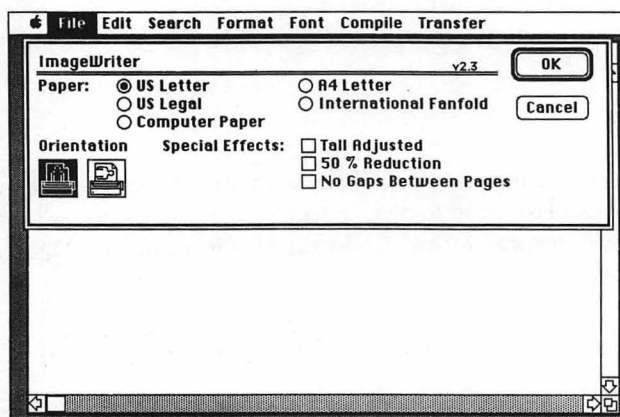 File Edit Search Format Font Compile Transfer
ImageWriter v2.3 OK
Paper: US Letter A4 Letter
US Legal International Fanfold Cancel
Computer Paper
Orientation Special Effects: Tall Adjusted
50 % Reduction
No Gaps Between Pages